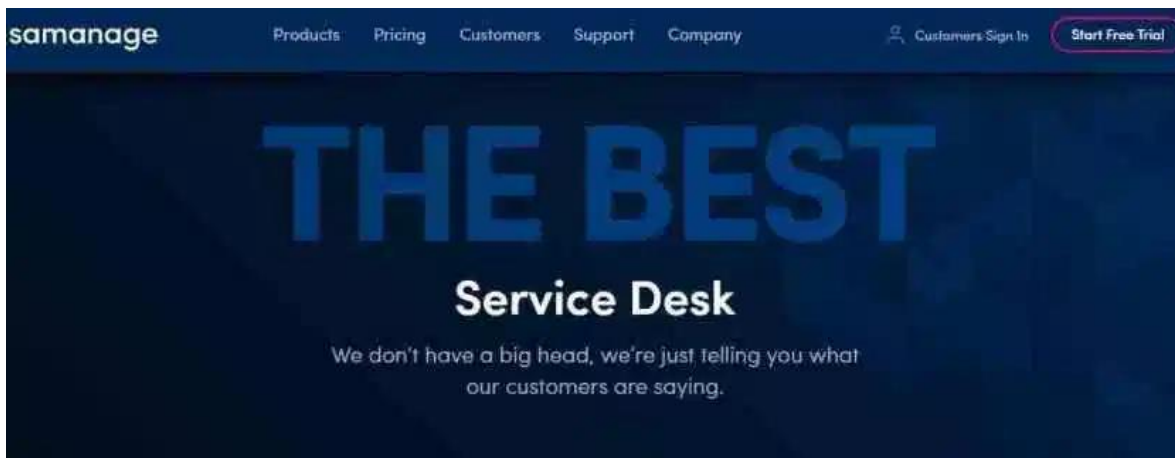 samanage Products Pricing Customers Support Company Customers Sign In Start Free Trial
THE BEST
Service Desk
We don't have a big head, we're just telling you what
our customers are saying.